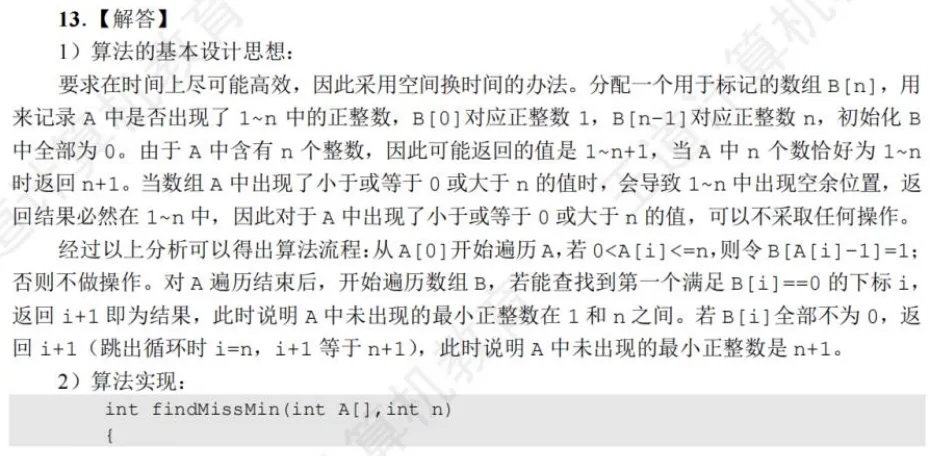 13.【解答】
1）算法的基本设计思想：
要求在时间上尽可能高效，因此采用空间换时间的办法。分配一个用于标记的数组 B[n]，用
来记录 A 中是否出现了 1~n 中的正整数，B[0]对应正整数 1，B[n-1]对应正整数 n，初始化 B
中全部为 0。由于 A 中含有 n 个整数，因此可能返回的值是 1~n+1，当 A 中 n 个数恰好为 1~n
时返回 n+1。当数组 A 中出现了小于或等于 0 或大于 n 的值时，会导致 1~n 中出现空余位置，返
回结果必然在 1~n 中，因此对于 A 中出现了小于或等于 0 或大于 n 的值，可以不采取任何操作。
经过以上分析可以得出算法流程：从 A[0]开始遍历 A，若 0<A[i]<=n，则令 B[A[i]-1]=1；
否则不做操作。对 A 遍历结束后，开始遍历数组 B，若能查找到第一个满足 B[i]==0 的下标 i，
返回 i+1 即为结果，此时说明 A 中未出现的最小正整数在 1 和 n 之间。若 B[i]全部不为 0，返
回 i+1（跳出循环时 i=n，i+1 等于 n+1），此时说明 A 中未出现的最小正整数是 n+1。
2）算法实现：
int findMissMin(int A[],int n)
{